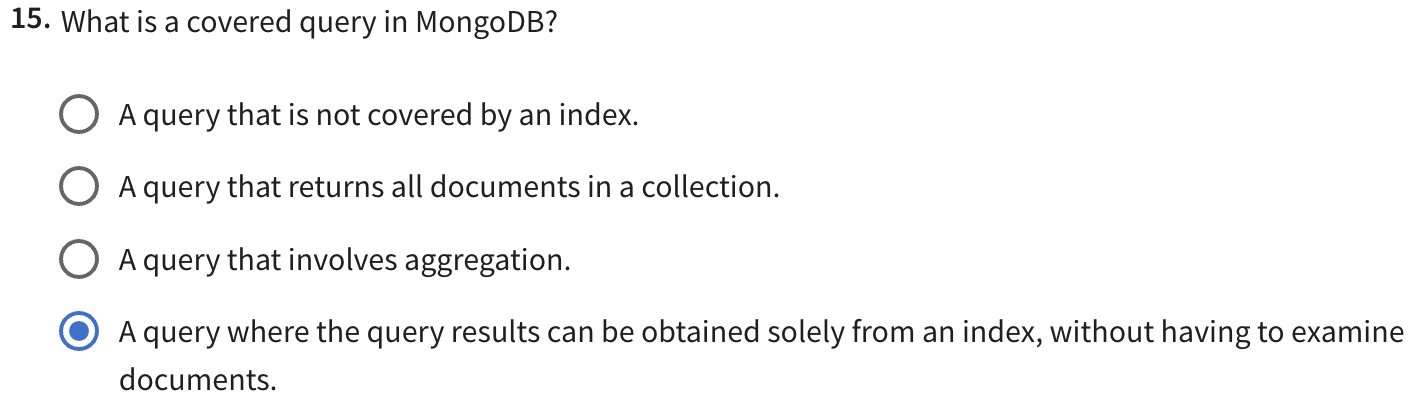 15. What is a covered query in MongoDB?
A query that is not covered by an index.
A query that returns all documents in a collection.
A query that involves aggregation.
A query where the query results can be obtained solely from an index, without having to examine
documents.